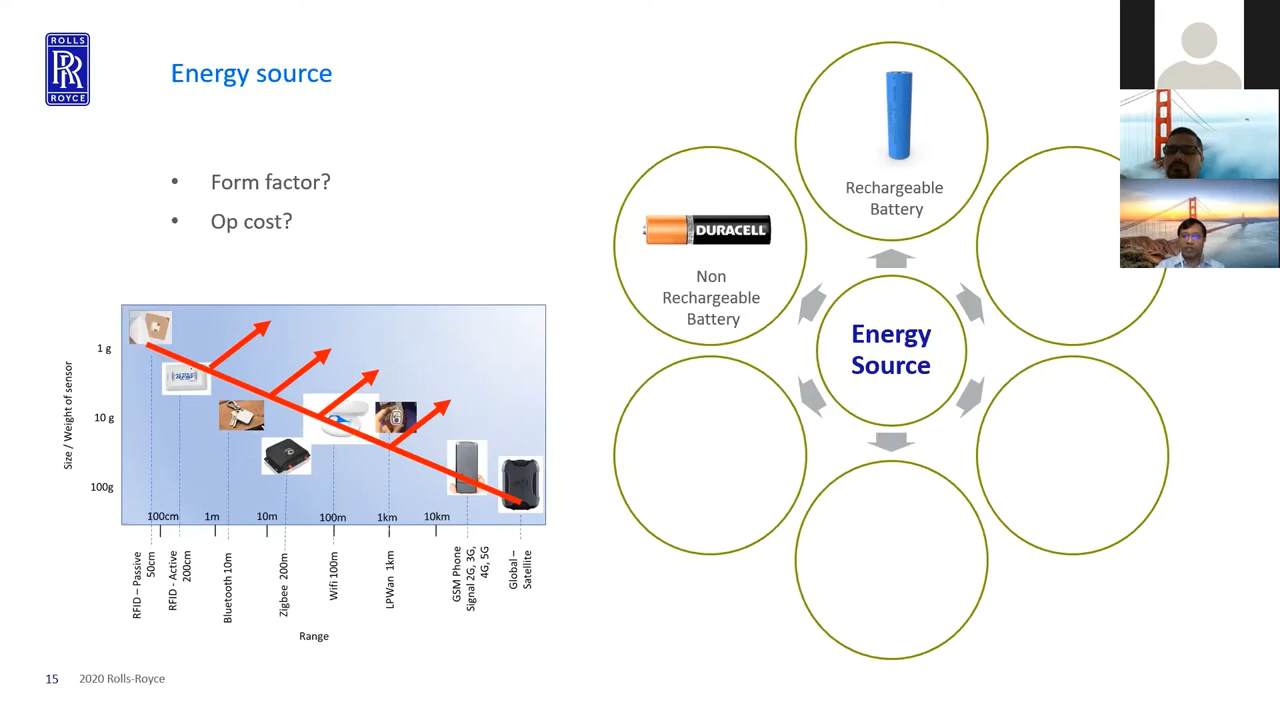 ROLLS
RR
ROYCE
Energy source
• Form factor?
• Op cost?
Size / Weight of sensor
1 g
10 g
100g
100cm
1m
10m
100m
1km
10km
RFID – Passive
50cm
RFID - Active
200cm
Bluetooth 10m
Zigbee 200m
Wifi 100m
LPWan 1km
GSM Phone
Signal 2G, 3G,
4G, 5G
Global –
Satellite
Range
Rechargeable
Battery
DURACELL
Non
Rechargeable
Battery
Energy
Source
15
2020 Rolls-Royce